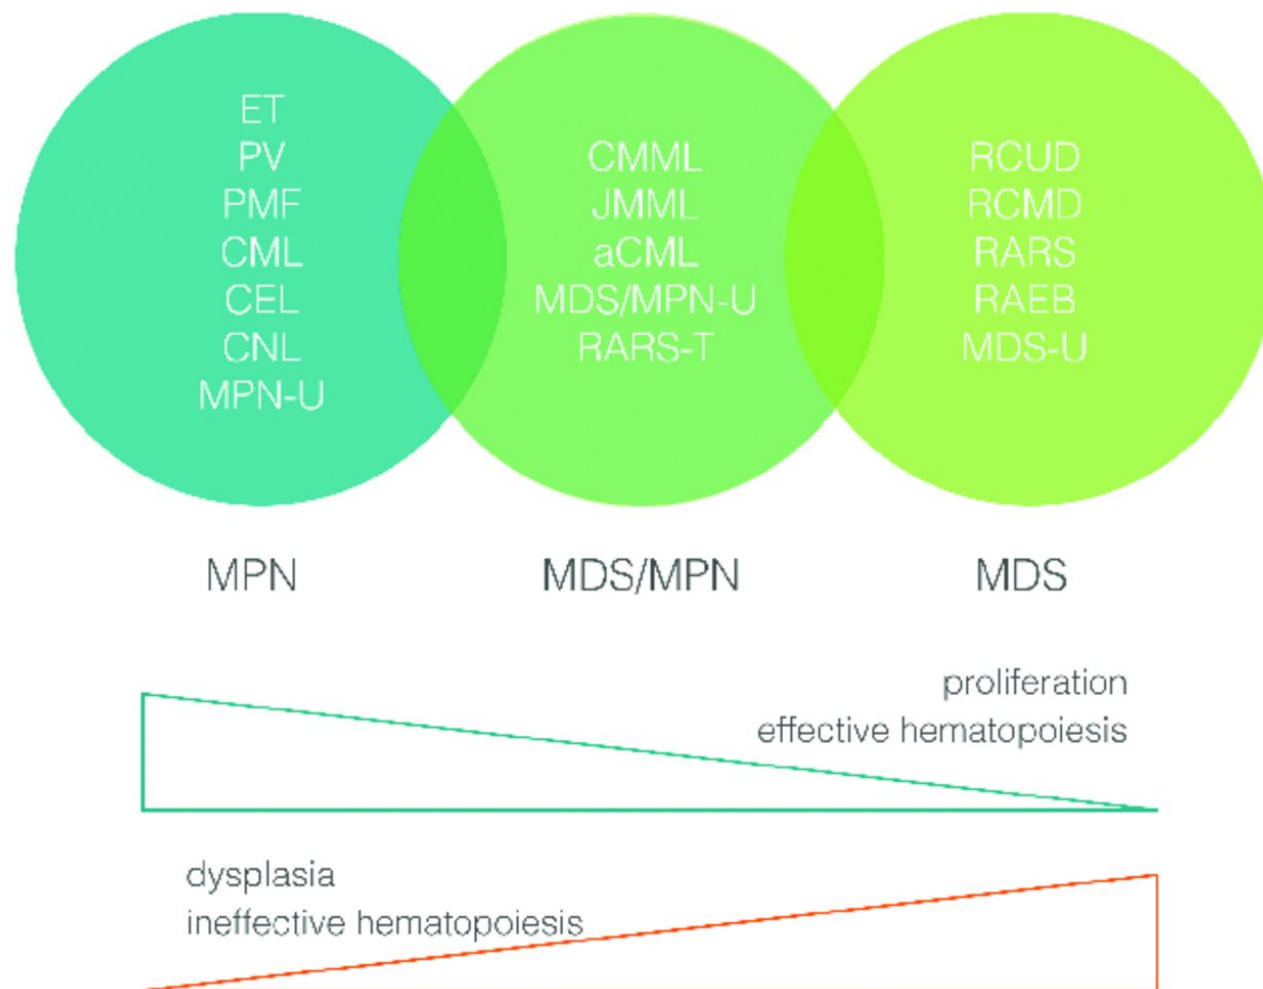 ET
PV
PMF
CML
CEL
CNL
MPN-U
CMML
JMML
aCML
MDS/MPN-U
RARS-T
RCUD
RCMD
RARS
RAEB
MDS-U
MPN
MDS/MPN
MDS
proliferation
effective hematopoiesis
dysplasia
ineffective hematopoiesis